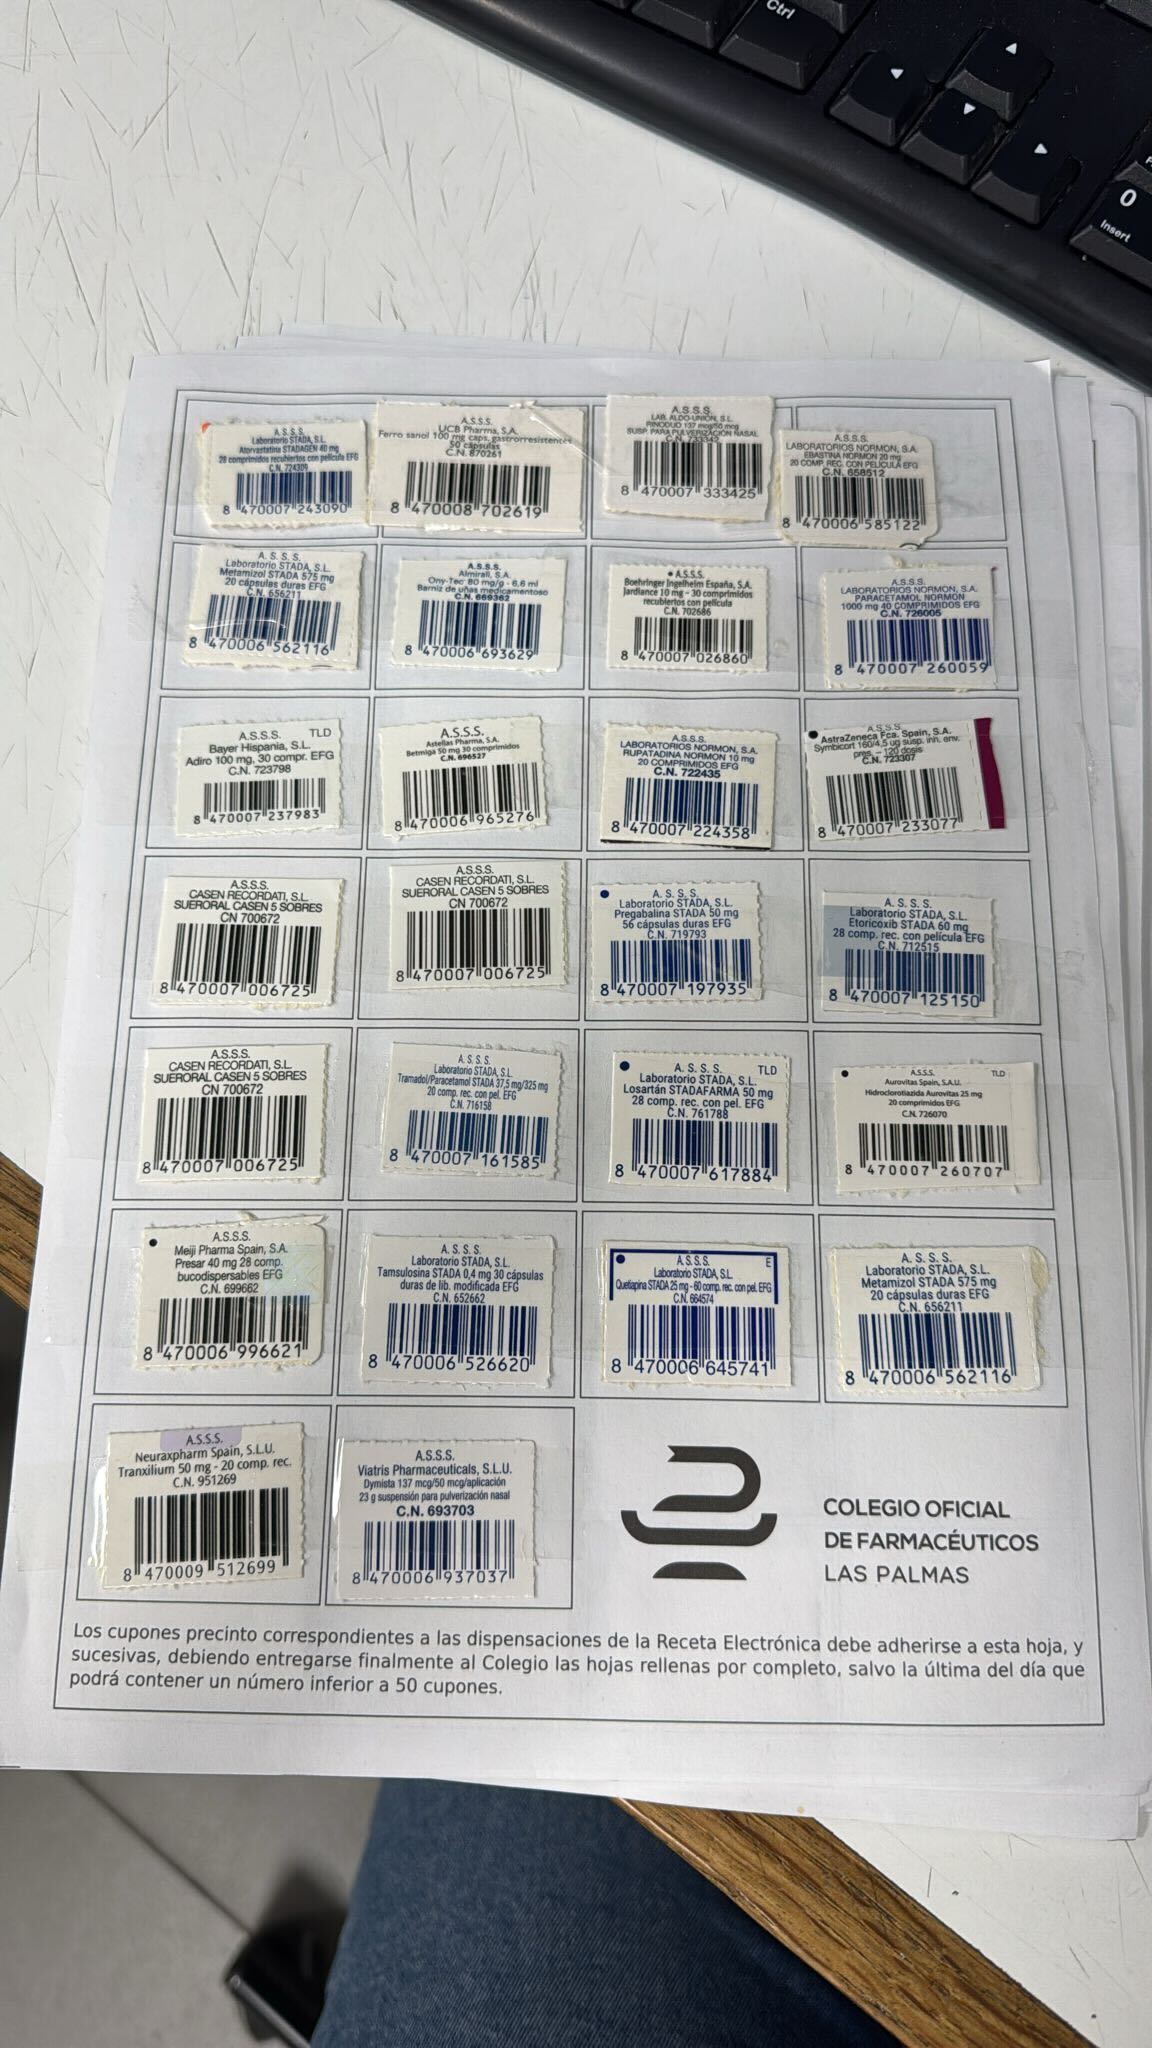 Ctrl
0
Insert
A.S.S.S.
Laboratorio STADA, S.L.
Atorvastatina STADAGEN 40 mg
28 comprimidos recubiertos con película EFG
C.N. 724309
8 470007 243090
A.S.S.S.
UCB Pharma, S.A.
Ferro sanol 100 mg caps. gastrorresistentes
50 cápsulas
C.N. 870261
8 470008 702619
A.S.S.S.
LAB. ALDO-UNION, S.L.
RINODUO 137 mcg/50 mcg
SUSP. PARA PULVERIZACIÓN NASAL
C.N. 733342
8 470007 333425
A.S.S.S.
LABORATORIOS NORMON, S.A.
EBASTINA NORMON 20 mg
20 COMP. REC. CON PELICULA EFG
C.N. 658512
8 470006 585122
A. S. S. S.
Laboratorio STADA, S.L.
Metamizol STADA 575 mg
20 cápsulas duras EFG
C.N. 656211
8 470006 562116
A.S.S.S.
Almirall, S.A.
Ony-Tec 80 mg/g - 6,6 ml
Barniz de uñas medicamentoso
C.N. 669362
8 470006 693629
A.S.S.S.
Boehringer Ingelheim España, S.A.
Jardiance 10 mg - 30 comprimidos
recubiertos con película
C.N. 702686
8 470007 026860
A.S.S.S.
LABORATORIOS NORMON, S.A.
PARACETAMOL NORMON
1000 mg 40 COMPRIMIDOS EFG
C.N. 726005
8 470007 260059
A.S.S.S. TLD
Bayer Hispania, S.L.
Adiro 100 mg, 30 compr. EFG
C.N. 723798
8 470007 237983
A.S.S.S.
Astellas Pharma, S.A.
Betmiga 50 mg 30 comprimidos
C.N. 696527
8 470006 965276
A.S.S.S.
LABORATORIOS NORMON, S.A.
RUPATADINA NORMON 10 mg
20 COMPRIMIDOS EFG
C.N. 722435
8 470007 224358
A.S.S.S.
AstraZeneca Fca. Spain, S.A.
Symbicort 160/4,5 ug susp. inh. env.
pres. - 120 dosis
C.N. 723307
8 470007 233077
A.S.S.S.
CASEN RECORDATI, S.L.
SUERORAL CASEN 5 SOBRES
CN 700672
8 470007 006725
A.S.S.S.
CASEN RECORDATI, S.L.
SUERORAL CASEN 5 SOBRES
CN 700672
8 470007 006725
A. S. S. S.
Laboratorio STADA, S.L.
Pregabalina STADA 50 mg
56 cápsulas duras EFG
C.N. 719793
8 470007 197935
A. S. S. S.
Laboratorio STADA, S.L.
Etoricoxib STADA 60 mg
28 comp. rec. con película EFG
C.N. 712515
8 470007 125150
A.S.S.S.
CASEN RECORDATI, S.L.
SUERORAL CASEN 5 SOBRES
CN 700672
8 470007 006725
A. S. S. S.
Laboratorio STADA, S.L.
Tramadol/Paracetamol STADA 37,5 mg/325 mg
20 comp. rec. con pel. EFG
C.N. 716158
8 470007 161585
A. S. S. S. TLD
Laboratorio STADA, S.L.
Losartán STADAFARMA 50 mg
28 comp. rec. con pel. EFG
C.N. 761788
8 470007 617884
A.S.S.S. TLD
Aurovitas Spain, S.A.U.
Hidroclorotiazida Aurovitas 25 mg
20 comprimidos EFG
C.N. 726070
8 470007 260707
A.S.S.S.
Meiji Pharma Spain, S.A.
Presar 40 mg 28 comp.
bucodispersables EFG
C.N. 699662
8 470006 996621
A. S. S. S.
Laboratorio STADA, S.L.
Tamsulosina STADA 0,4 mg 30 cápsulas
duras de lib. modificada EFG
C.N. 652662
8 470006 526620
A. S. S. S. E
Laboratorio STADA, S.L.
Quetiapina STADA 25 mg - 60 comp. rec. con pel. EFG
C.N. 664574
8 470006 645741
A. S. S. S.
Laboratorio STADA, S.L.
Metamizol STADA 575 mg
20 cápsulas duras EFG
C.N. 656211
8 470006 562116
A.S.S.S.
Neuraxpharm Spain, S.L.U.
Tranxilium 50 mg - 20 comp. rec.
C.N. 951269
8 470009 512699
A.S.S.S.
Viatris Pharmaceuticals, S.L.U.
Dymista 137 mcg/50 mcg/aplicación
23 g suspensión para pulverización nasal
C.N. 693703
8 470006 937037
COLEGIO OFICIAL
DE FARMACÉUTICOS
LAS PALMAS
Los cupones precinto correspondientes a las dispensaciones de la Receta Electrónica debe adherirse a esta hoja, y
sucesivas, debiendo entregarse finalmente al Colegio las hojas rellenas por completo, salvo la última del día que
podrá contener un número inferior a 50 cupones.